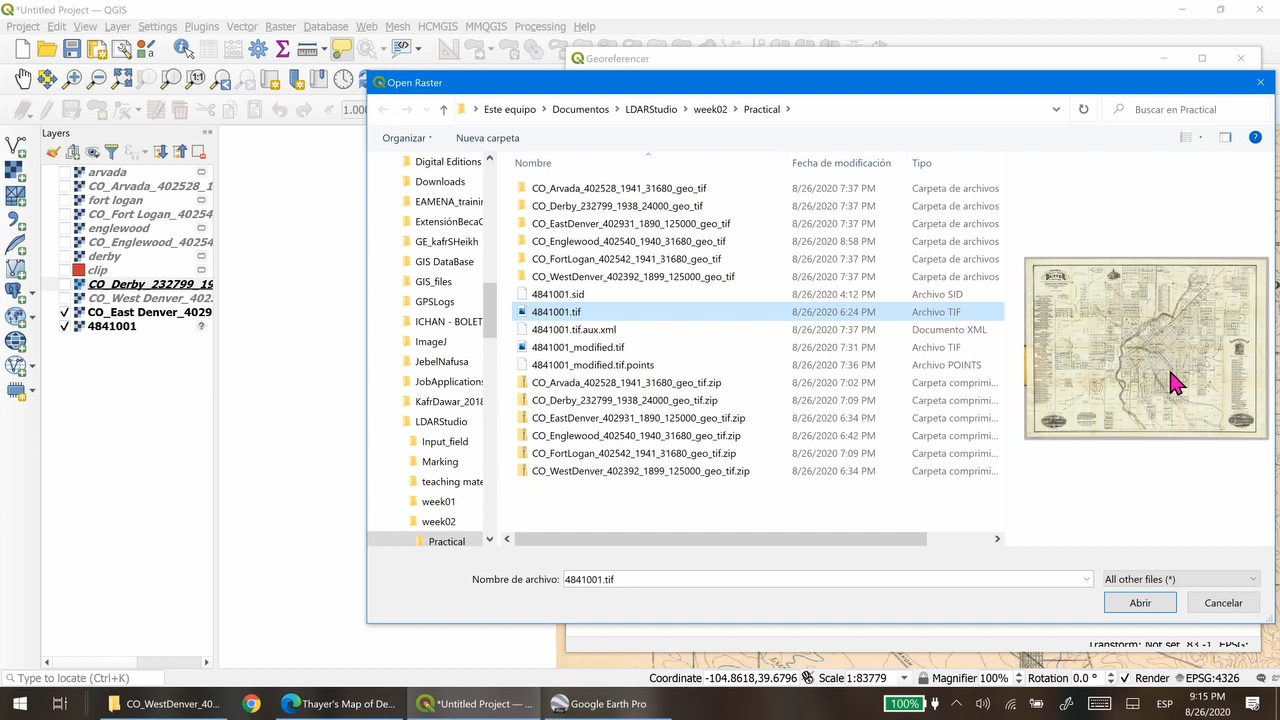 *Untitled Project — QGIS
Project Edit View Layer Settings Plugins Vector Raster Database Web Mesh HCMGIS MMQGIS Processing Help
Georeferencer
Open Raster
1.00
Este equipo > Documentos > LDARStudio > week02 > Practical >
Buscar en Practical
Layers
Organizar
Nueva carpeta
arvada
CO_Arvada_402528_1
fort logan
CO_Fort Logan_40254
englewood
CO_Englewood_40254
derby
clip
CO_Derby_232799_19
CO_West Denver_402
CO_East Denver_4029
4841001
?
Digital Editions
Downloads
EAMENA_trainin
ExtensiónBecaC
GE_kafrSHeikh
GIS DataBase
GIS_files
GPSLogs
ICHAN - BOLET
ImageJ
JebelNafusa
JobApplications
KafrDawar_2018
LDARStudio
Input_field
Marking
teaching mate
week01
week02
Practical
Nombre Fecha de modificación Tipo
CO_Arvada_402528_1941_31680_geo_tif 8/26/2020 7:37 PM Carpeta de archivos
CO_Derby_232799_1938_24000_geo_tif 8/26/2020 7:37 PM Carpeta de archivos
CO_EastDenver_402931_1890_125000_geo_tif 8/26/2020 7:37 PM Carpeta de archivos
CO_Englewood_402540_1940_31680_geo_tif 8/26/2020 8:58 PM Carpeta de archivos
CO_FortLogan_402542_1941_31680_geo_tif 8/26/2020 7:37 PM Carpeta de archivos
CO_WestDenver_402392_1899_125000_geo_tif 8/26/2020 7:37 PM Carpeta de archivos
4841001.sid 8/26/2020 4:12 PM Archivo SID
4841001.tif 8/26/2020 6:24 PM Archivo TIF
4841001.tif.aux.xml 8/26/2020 7:37 PM Documento XML
4841001_modified.tif 8/26/2020 7:31 PM Archivo TIF
4841001_modified.tif.points 8/26/2020 7:36 PM Archivo POINTS
CO_Arvada_402528_1941_31680_geo_tif.zip 8/26/2020 7:02 PM Carpeta comprimi...
CO_Derby_232799_1938_24000_geo_tif.zip 8/26/2020 7:09 PM Carpeta comprimi...
CO_EastDenver_402931_1890_125000_geo_tif.zip 8/26/2020 6:34 PM Carpeta comprimi...
CO_Englewood_402540_1940_31680_geo_tif.zip 8/26/2020 6:42 PM Carpeta comprimi...
CO_FortLogan_402542_1941_31680_geo_tif.zip 8/26/2020 7:09 PM Carpeta comprimi...
CO_WestDenver_402392_1899_125000_geo_tif.zip 8/26/2020 6:34 PM Carpeta comprimi...
Nombre de archivo: 4841001.tif
All other files (*)
Abrir Cancelar
Transform: Not set 83 -1 EPSG:
Type to locate (Ctrl+K)
Coordinate -104.8618,39.6796 Scale 1:83779 Magnifier 100% Rotation 0.0 ° Render EPSG:4326
CO_WestDenver_40... Thayer's Map of De... *Untitled Project — ... Google Earth Pro
100% ESP
9:15 PM
8/26/2020